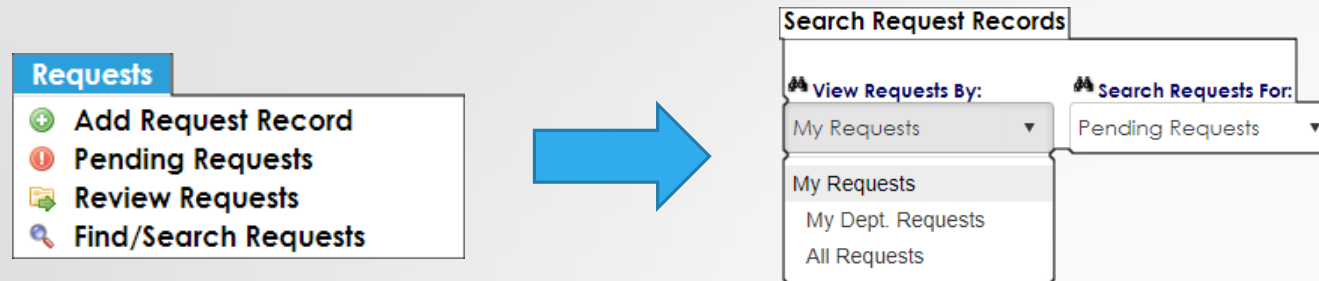 Requests
Add Request Record
Pending Requests
Review Requests
Find/Search Requests
Search Request Records
View Requests By:
Search Requests For:
My Requests
Pending Requests
My Requests
My Dept. Requests
All Requests